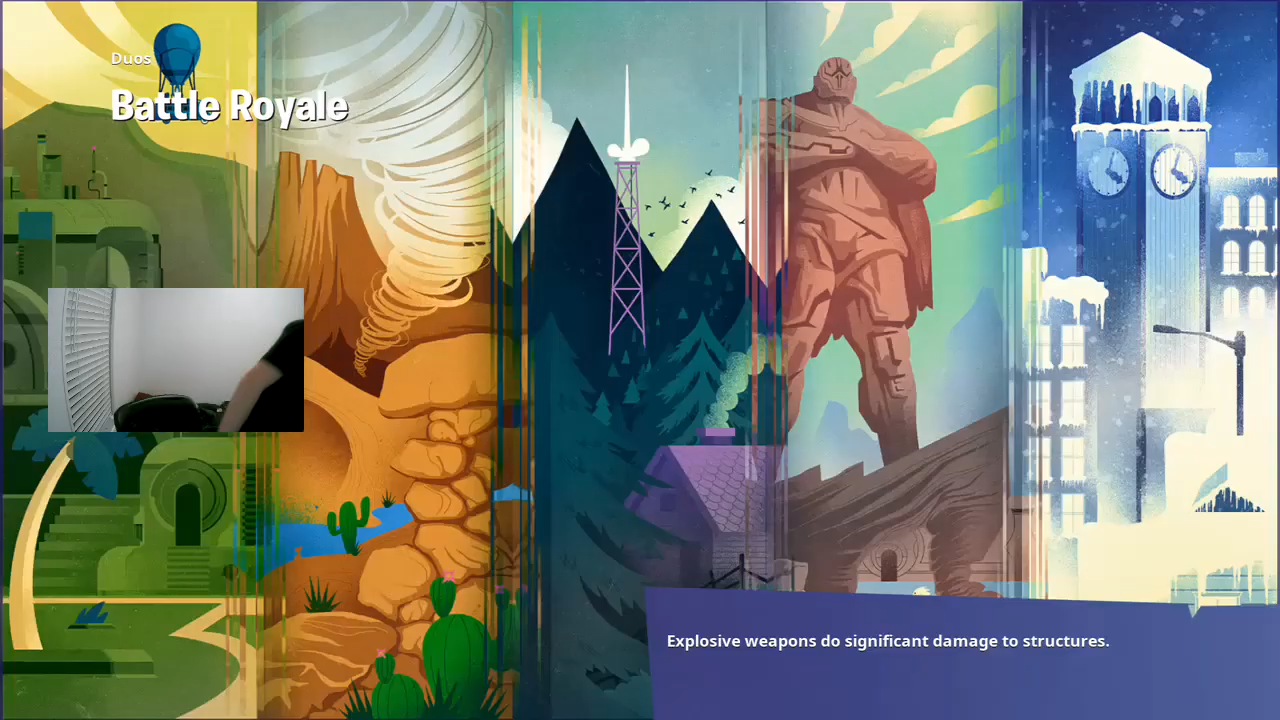 Duos
Battle Royale
Explosive weapons do significant damage to structures.